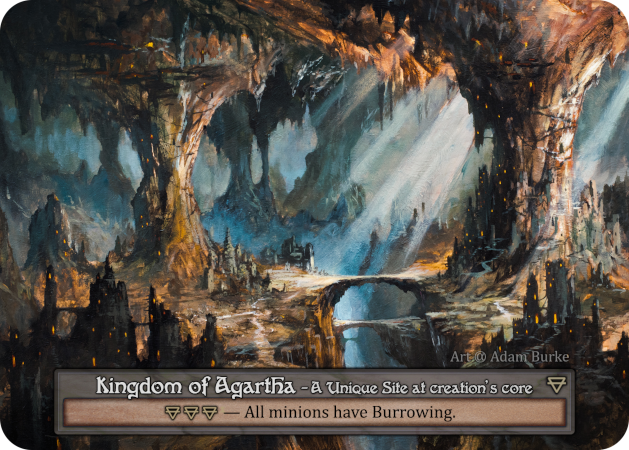 Art © Adam Burke
Kingdom of Agartha - A Unique Site at creation's core
— All minions have Burrowing.